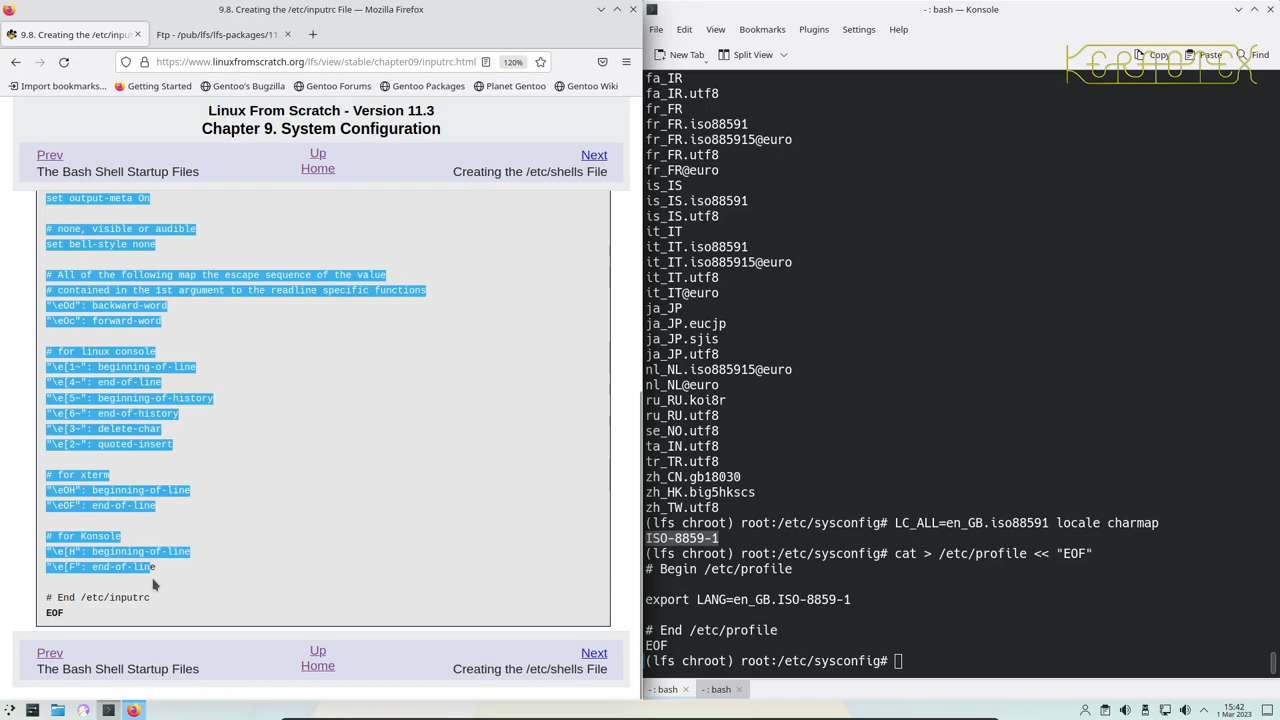 9.8. Creating the /etc/inputrc File — Mozilla Firefox
9.8. Creating the /etc/inpu
Ftp - /pub/lfs/lfs-packages/11.
https://www.linuxfromscratch.org/lfs/view/stable/chapter09/inputrc.html
120%
Import bookmarks...
Getting Started
Gentoo's Bugzilla
Gentoo Forums
Gentoo Packages
Planet Gentoo
Gentoo Wiki
Linux From Scratch - Version 11.3
Chapter 9. System Configuration
Prev
Up
Next
The Bash Shell Startup Files
Home
Creating the /etc/shells File
set output-meta On
# none, visible or audible
set bell-style none
# All of the following map the escape sequence of the value
# contained in the 1st argument to the readline specific functions
"\eOd": backward-word
"\eOc": forward-word
# for linux console
"\e[1~": beginning-of-line
"\e[4~": end-of-line
"\e[5~": beginning-of-history
"\e[6~": end-of-history
"\e[3~": delete-char
"\e[2~": quoted-insert
# for xterm
"\eOH": beginning-of-line
"\eOF": end-of-line
# for Konsole
"\e[H": beginning-of-line
"\e[F": end-of-line
# End /etc/inputrc
EOF
Prev
Up
Next
The Bash Shell Startup Files
Home
Creating the /etc/shells File
- : bash — Konsole
File
Edit
View
Bookmarks
Plugins
Settings
Help
New Tab
Split View
Copy
Paste
Find
fa_IR
fa_IR.utf8
fr_FR
fr_FR.iso88591
fr_FR.iso885915@euro
fr_FR.utf8
fr_FR@euro
is_IS
is_IS.iso88591
is_IS.utf8
it_IT
it_IT.iso88591
it_IT.iso885915@euro
it_IT.utf8
it_IT@euro
ja_JP
ja_JP.eucjp
ja_JP.sjis
ja_JP.utf8
nl_NL.iso885915@euro
nl_NL@euro
ru_RU.koi8r
ru_RU.utf8
se_NO.utf8
ta_IN.utf8
tr_TR.utf8
zh_CN.gb18030
zh_HK.big5hkscs
zh_TW.utf8
(lfs chroot) root:/etc/sysconfig# LC_ALL=en_GB.iso88591 locale charmap
ISO-8859-1
(lfs chroot) root:/etc/sysconfig# cat > /etc/profile << "EOF"
# Begin /etc/profile
export LANG=en_GB.ISO-8859-1
# End /etc/profile
EOF
(lfs chroot) root:/etc/sysconfig#
- : bash
- : bash
15:42
1 Mar 2023